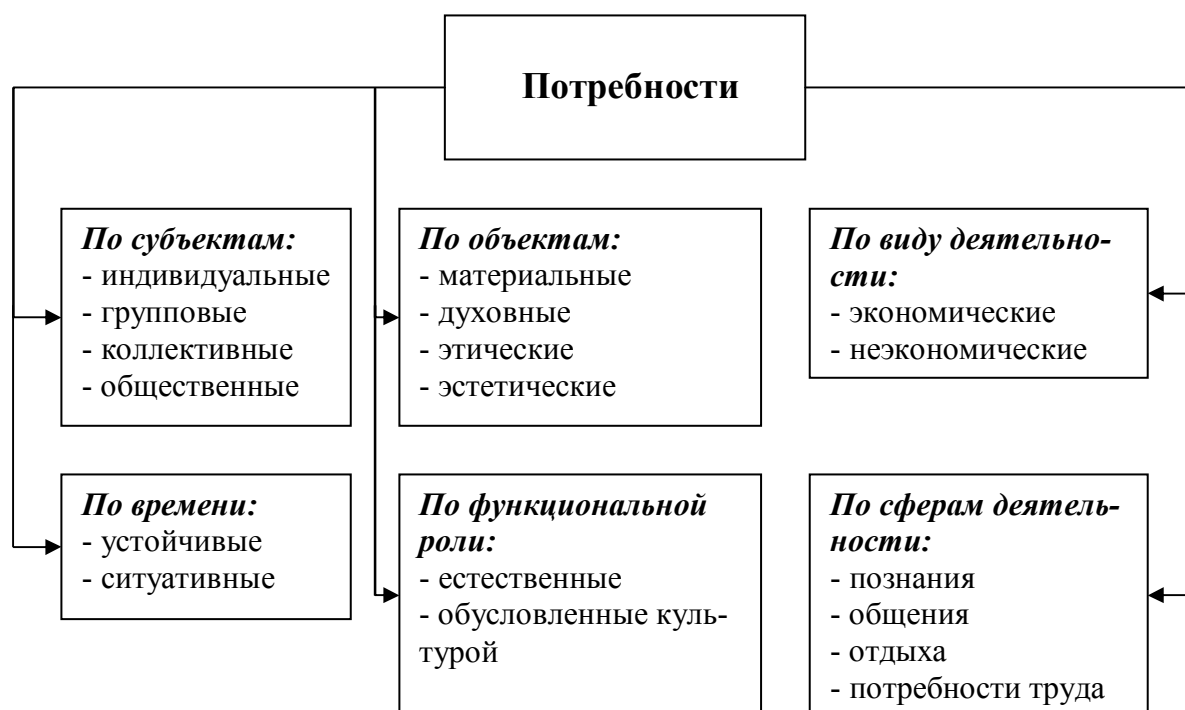 Потребности
По субъектам:
- индивидуальные
- групповые
- коллективные
- общественные
По объектам:
- материальные
- духовные
- этические
- эстетические
По виду деятельно-
сти:
- экономические
- неэкономические
По времени:
- устойчивые
- ситуативные
По функциональной
роли:
- естественные
- обусловленные куль-
турой
По сферам деятель-
ности:
- познания
- общения
- отдыха
- потребности труда